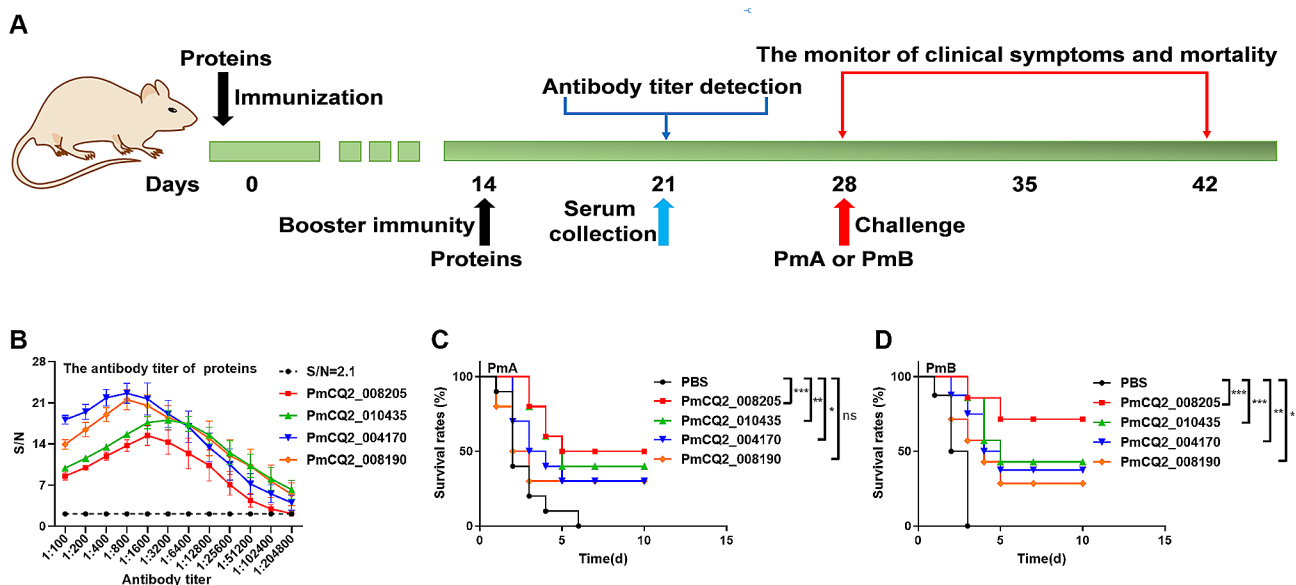 A
Proteins
Immunization
The monitor of clinical symptoms and mortality
Antibody titer detection
Days 0 14 21 28 35 42
Booster immunity
Proteins
Serum
collection
Challenge
PmA or PmB
B
The antibody titer of proteins
S/N
28
21
14
7
0
1:100
1:200
1:400
1:800
1:1600
1:3200
1:6400
1:12800
1:25600
1:51200
1:102400
1:204800
Antibody titer
S/N=2.1
PmCQ2_008205
PmCQ2_010435
PmCQ2_004170
PmCQ2_008190
C
PmA
Survival rates (%)
100
50
0
0 5 10 15
Time(d)
PBS
PmCQ2_008205
PmCQ2_010435
PmCQ2_004170
PmCQ2_008190
***
**
*
ns
D
PmB
Survival rates (%)
100
50
0
0 5 10 15
Time(d)
PBS
PmCQ2_008205
PmCQ2_010435
PmCQ2_004170
PmCQ2_008190
***
***
**
*